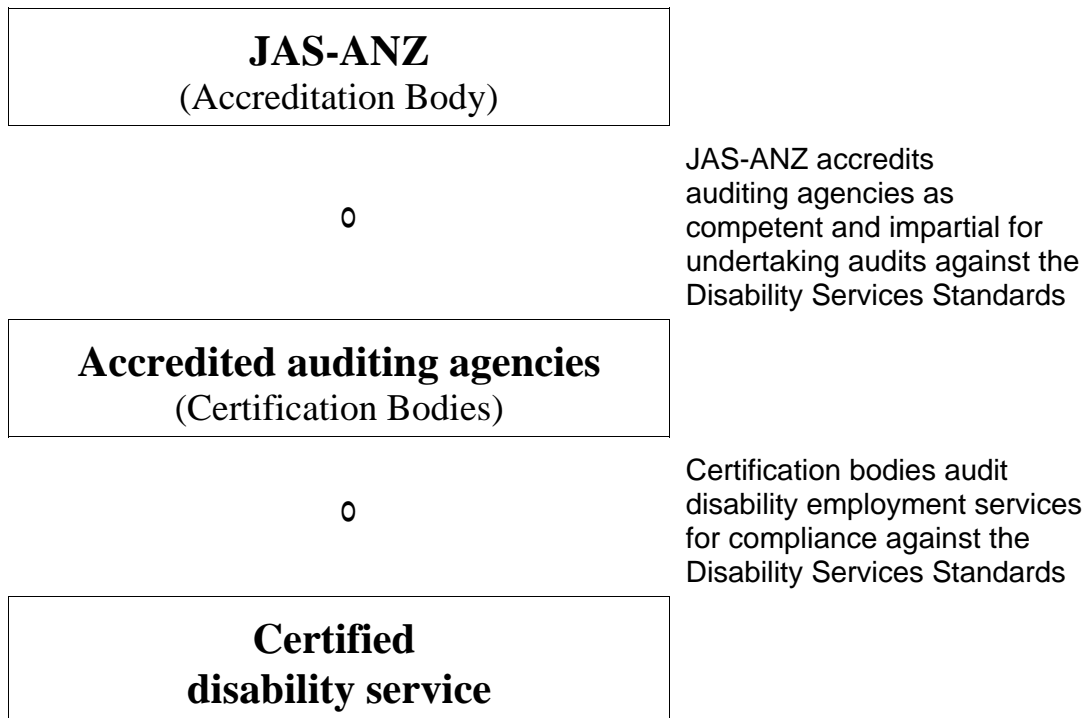 JAS-ANZ
(Accreditation Body)
JAS-ANZ accredits
auditing agencies as
competent and impartial for
undertaking audits against the
Disability Services Standards
o
Accredited auditing agencies
(Certification Bodies)
Certification bodies audit
disability employment services
for compliance against the
Disability Services Standards
o
Certified
disability service